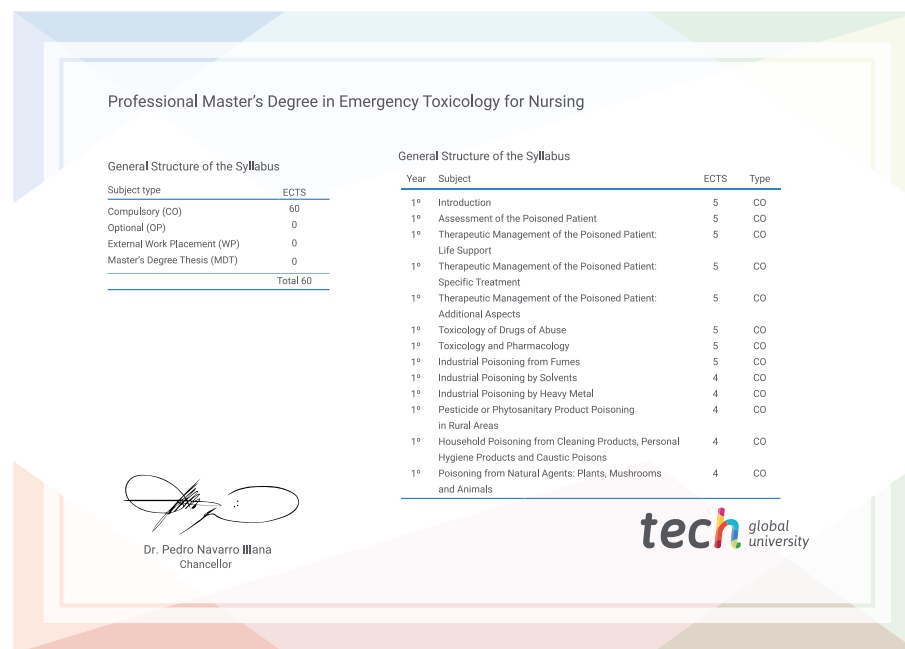 Professional Master's Degree in Emergency Toxicology for Nursing
General Structure of the Syllabus
Subject type ECTS
Compulsory (CO) 60
Optional (OP) 0
External Work Placement (WP) 0
Master's Degree Thesis (MDT) 0
Total 60
General Structure of the Syllabus
Year Subject ECTS Type
1º Introduction 5 CO
1º Assessment of the Poisoned Patient 5 CO
1º Therapeutic Management of the Poisoned Patient: 5 CO
Life Support
1º Therapeutic Management of the Poisoned Patient: 5 CO
Specific Treatment
1º Therapeutic Management of the Poisoned Patient: 5 CO
Additional Aspects
1º Toxicology of Drugs of Abuse 5 CO
1º Toxicology and Pharmacology 5 CO
1º Industrial Poisoning from Fumes 5 CO
1º Industrial Poisoning by Solvents 4 CO
1º Industrial Poisoning by Heavy Metal 4 CO
1º Pesticide or Phytosanitary Product Poisoning 4 CO
in Rural Areas
1º Household Poisoning from Cleaning Products, Personal 4 CO
Hygiene Products and Caustic Poisons
1º Poisoning from Natural Agents: Plants, Mushrooms 4 CO
and Animals
Dr. Pedro Navarro Illana
Chancellor
tech global
university